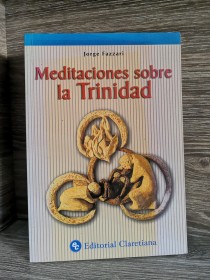 Jorge Fazzari
Meditaciones sobre
la Trinidad
Editorial Claretiana